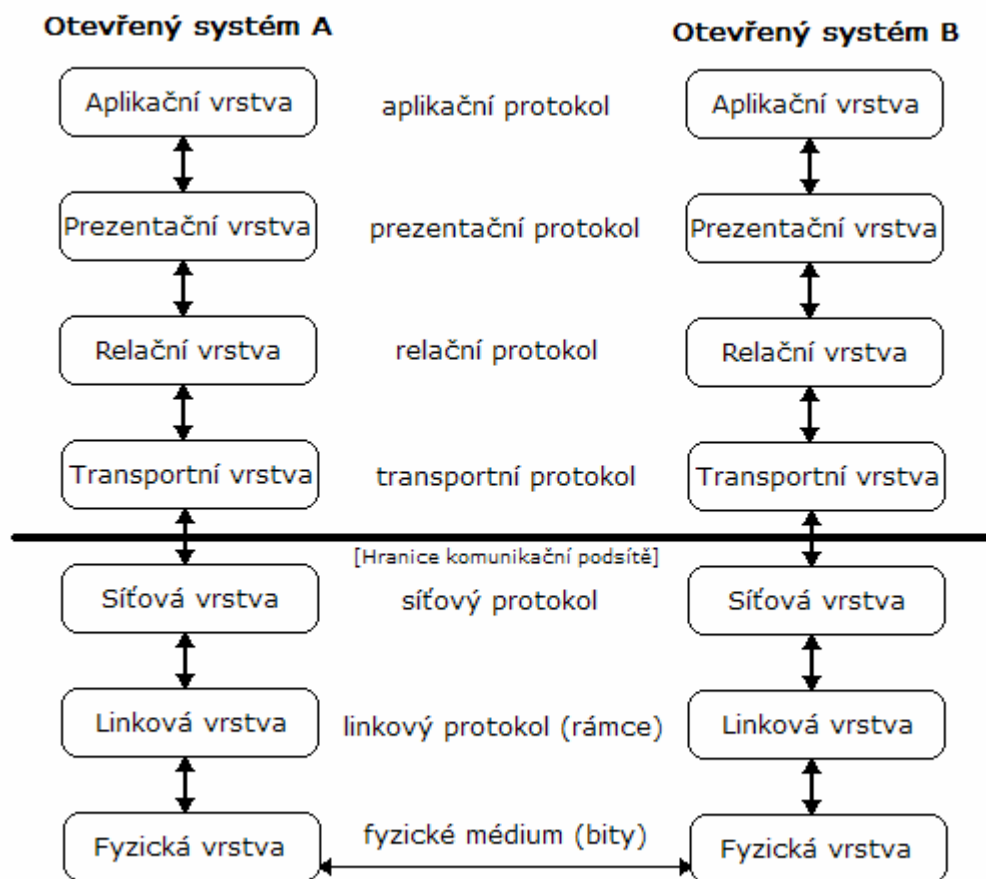 Otevřený systém A
Otevřený systém B
Aplikační vrstva
aplikační protokol
Aplikační vrstva
Prezentační vrstva
prezentační protokol
Prezentační vrstva
Relační vrstva
relační protokol
Relační vrstva
Transportní vrstva
transportní protokol
Transportní vrstva
[Hranice komunikační podsítě]
Síťová vrstva
síťový protokol
Síťová vrstva
Linková vrstva
linkový protokol (rámce)
Linková vrstva
Fyzická vrstva
fyzické médium (bity)
Fyzická vrstva